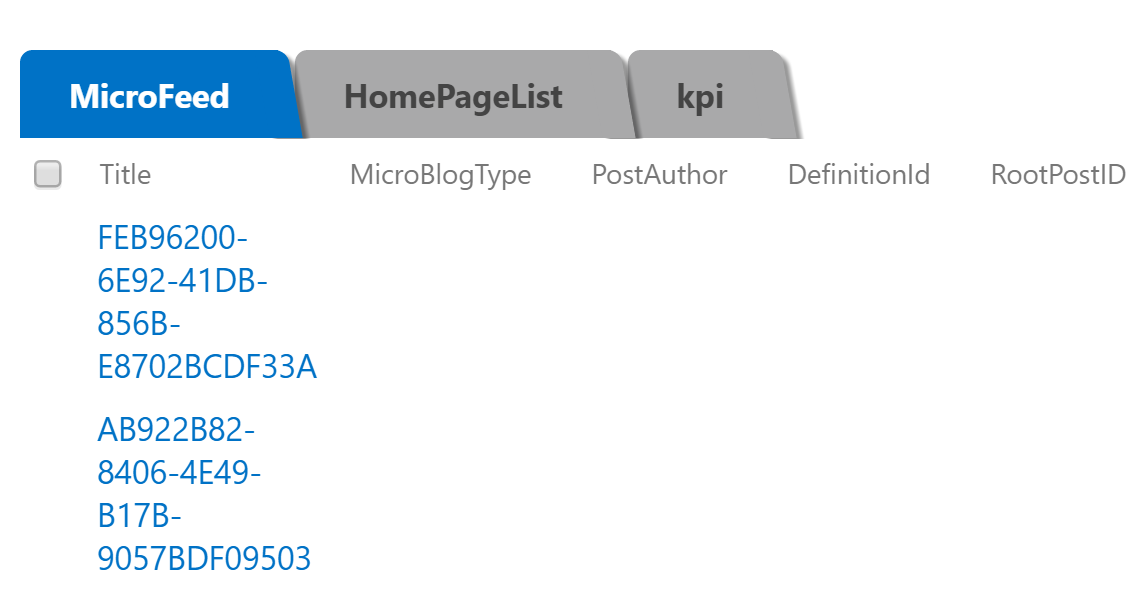 MicroFeed HomePageList kpi
Title MicroBlogType PostAuthor DefinitionId RootPostID
FEB96200-
6E92-41DB-
856B-
E8702BCDF33A
AB922B82-
8406-4E49-
B17B-
9057BDF09503